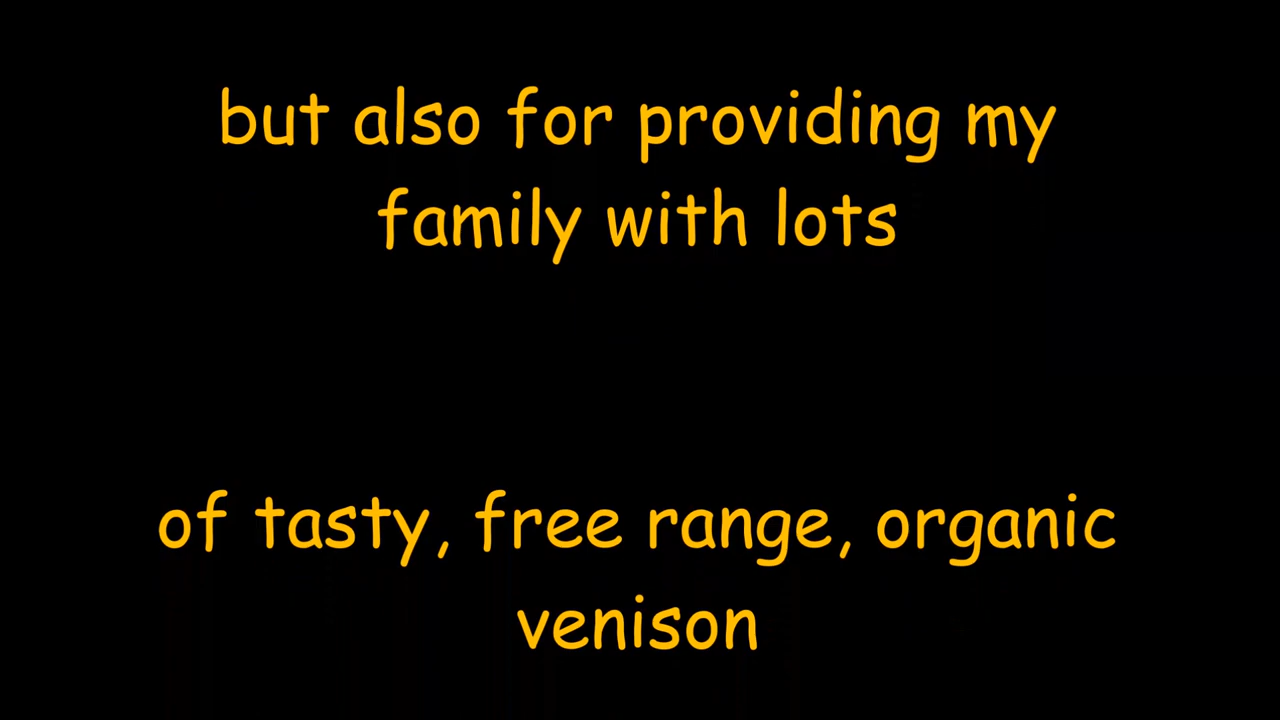 but also for providing my
family with lots
of tasty, free range, organic
venison